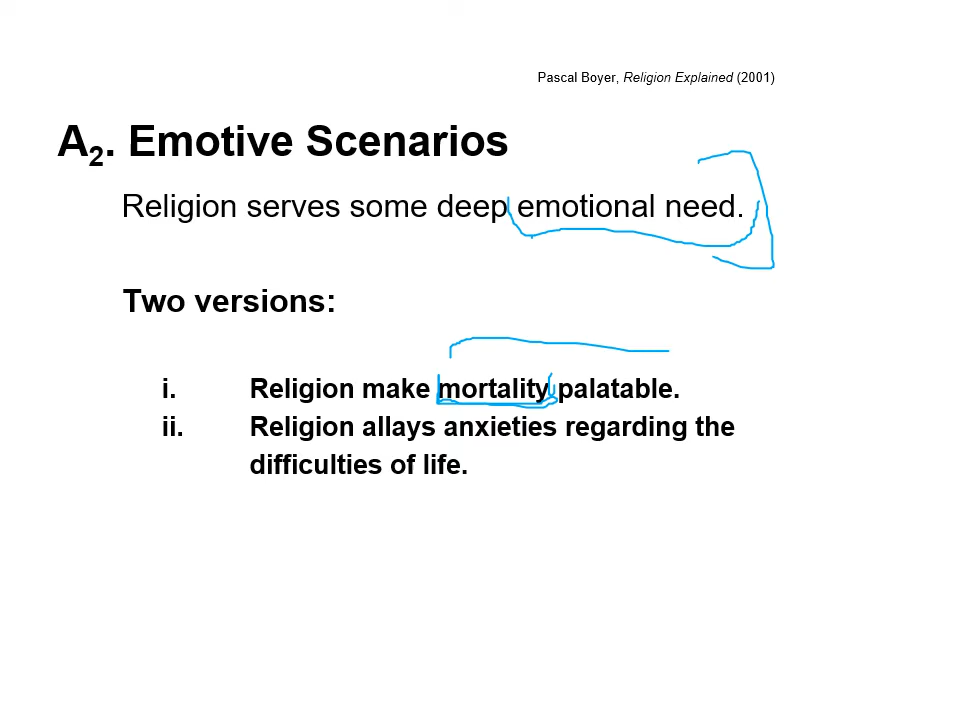 Pascal Boyer, Religion Explained (2001)
A2. Emotive Scenarios
Religion serves some deep emotional need.
Two versions:
i. Religion make mortality palatable.
ii. Religion allays anxieties regarding the
difficulties of life.